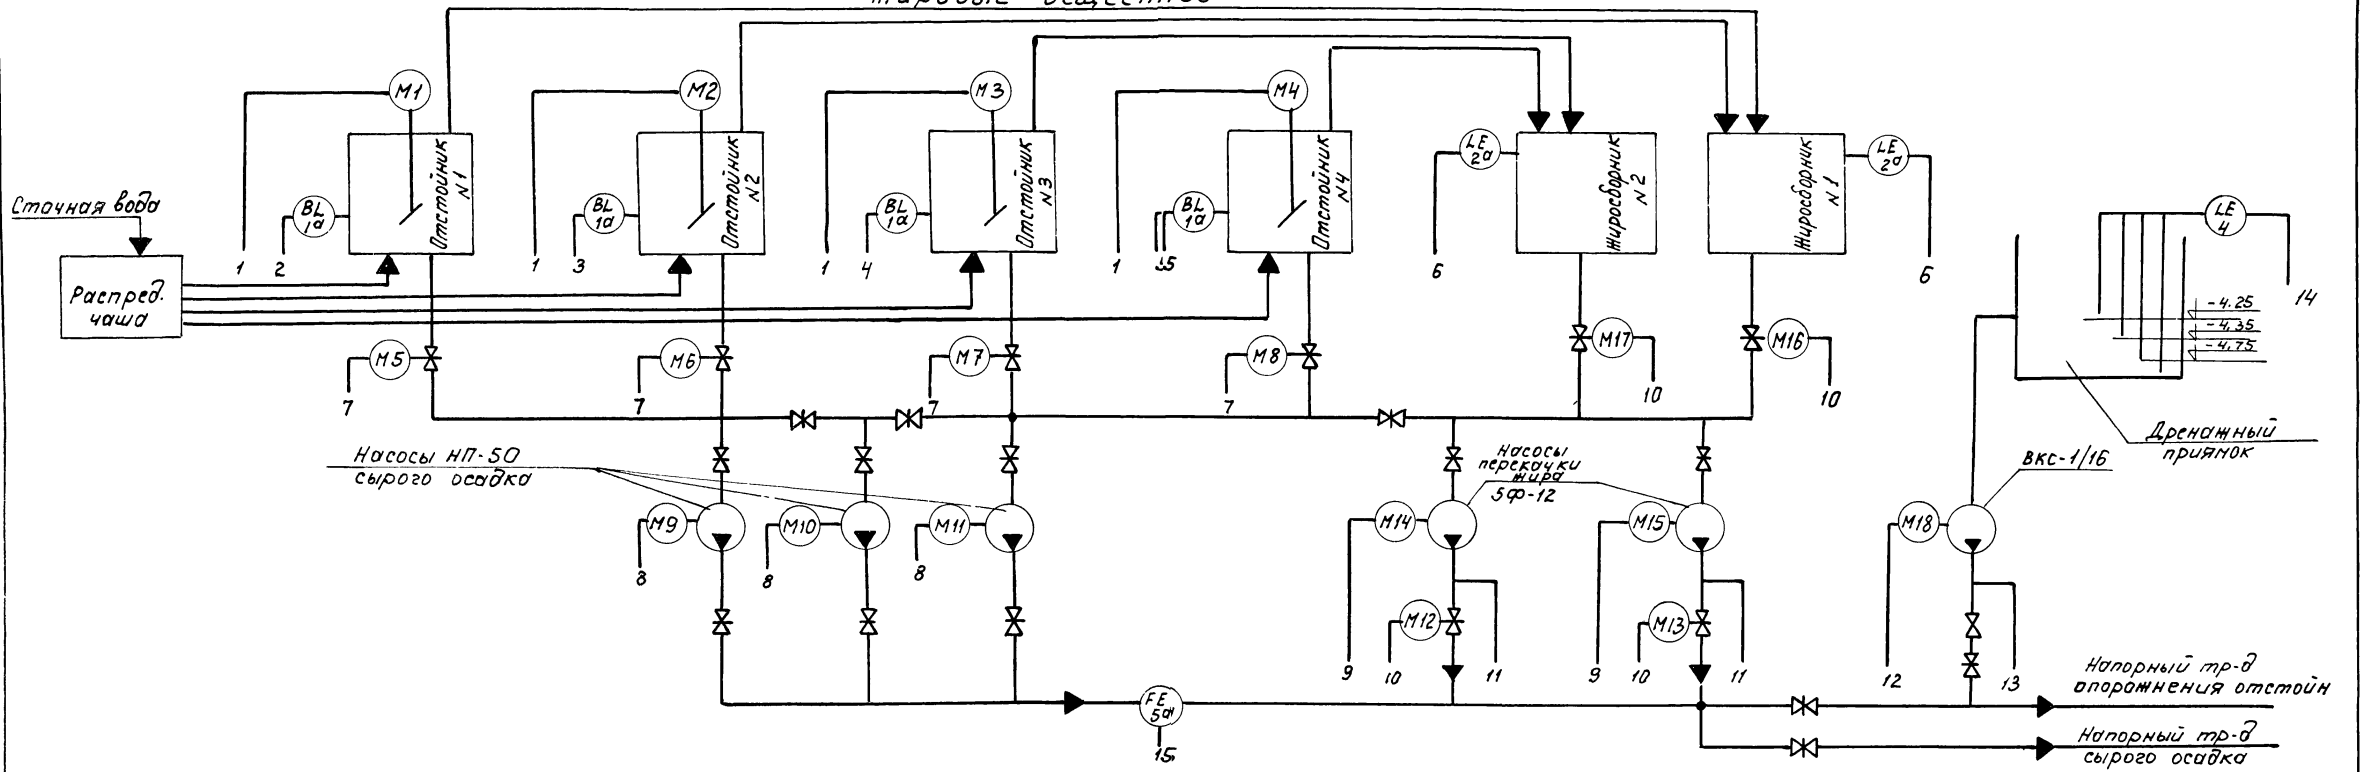 M1
M2
M3
M4
Отстойник
N1
Отстойник
N2
Отстойник
N3
Отстойник
N4
Жиросборник
N2
Жиросборник
N1
LE
2а
LE
2а
LE
4
BL
1а
BL
1а
BL
1а
BL
1а
Сточная вода
Распред.
чаша
1
2
1
3
1
4
1
5
6
6
14
-4.25
-4.35
-4.75
M5
M6
M7
M8
M17
M16
7
7
7
7
10
10
Дренажный
приямок
Насосы НП-50
сырого осадка
Насосы
перекачки
жира
5Ф-12
ВКС-1/16
M9
M10
M11
M14
M15
M18
8
8
8
M12
M13
9
10
11
9
10
11
12
13
FE
5а
15
Напорный тр-д
опорожнения отстойн
Напорный тр-д
сырого осадка